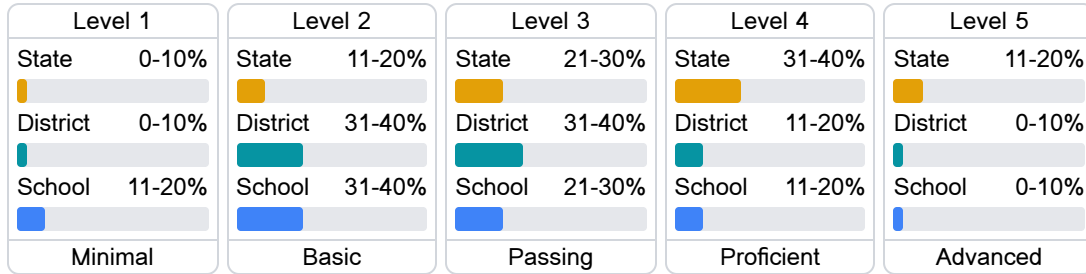 Level 1
State 0-10%
District 0-10%
School 11-20%
Minimal
Level 2
State 11-20%
District 31-40%
School 31-40%
Basic
Level 3
State 21-30%
District 31-40%
School 21-30%
Passing
Level 4
State 31-40%
District 11-20%
School 11-20%
Proficient
Level 5
State 11-20%
District 0-10%
School 0-10%
Advanced